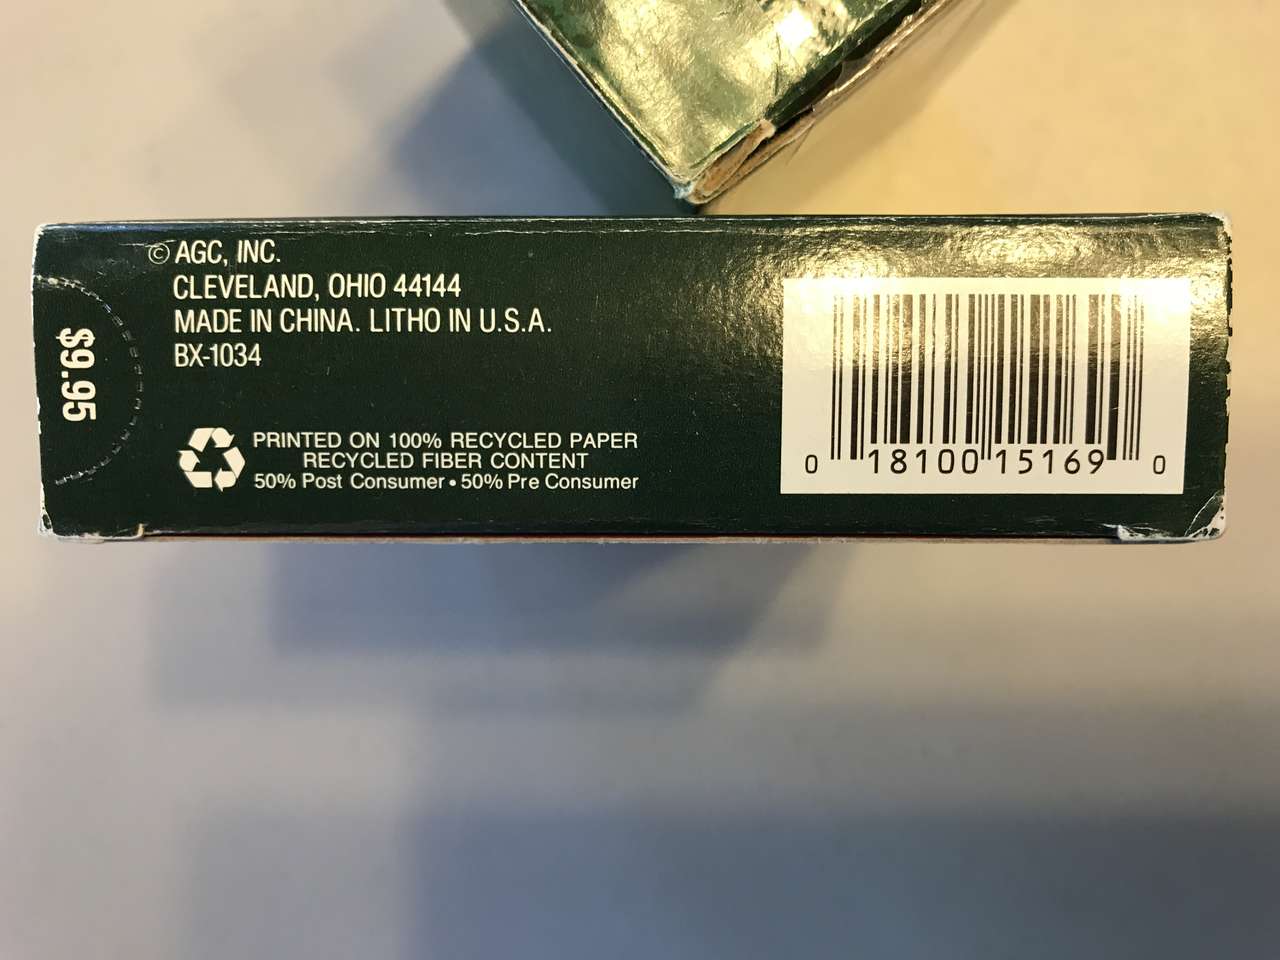 © AGC, INC.
CLEVELAND, OHIO 44144
MADE IN CHINA. LITHO IN U.S.A.
BX-1034
$9.95
PRINTED ON 100% RECYCLED PAPER
RECYCLED FIBER CONTENT
50% Post Consumer • 50% Pre Consumer
0 18100 15169 0